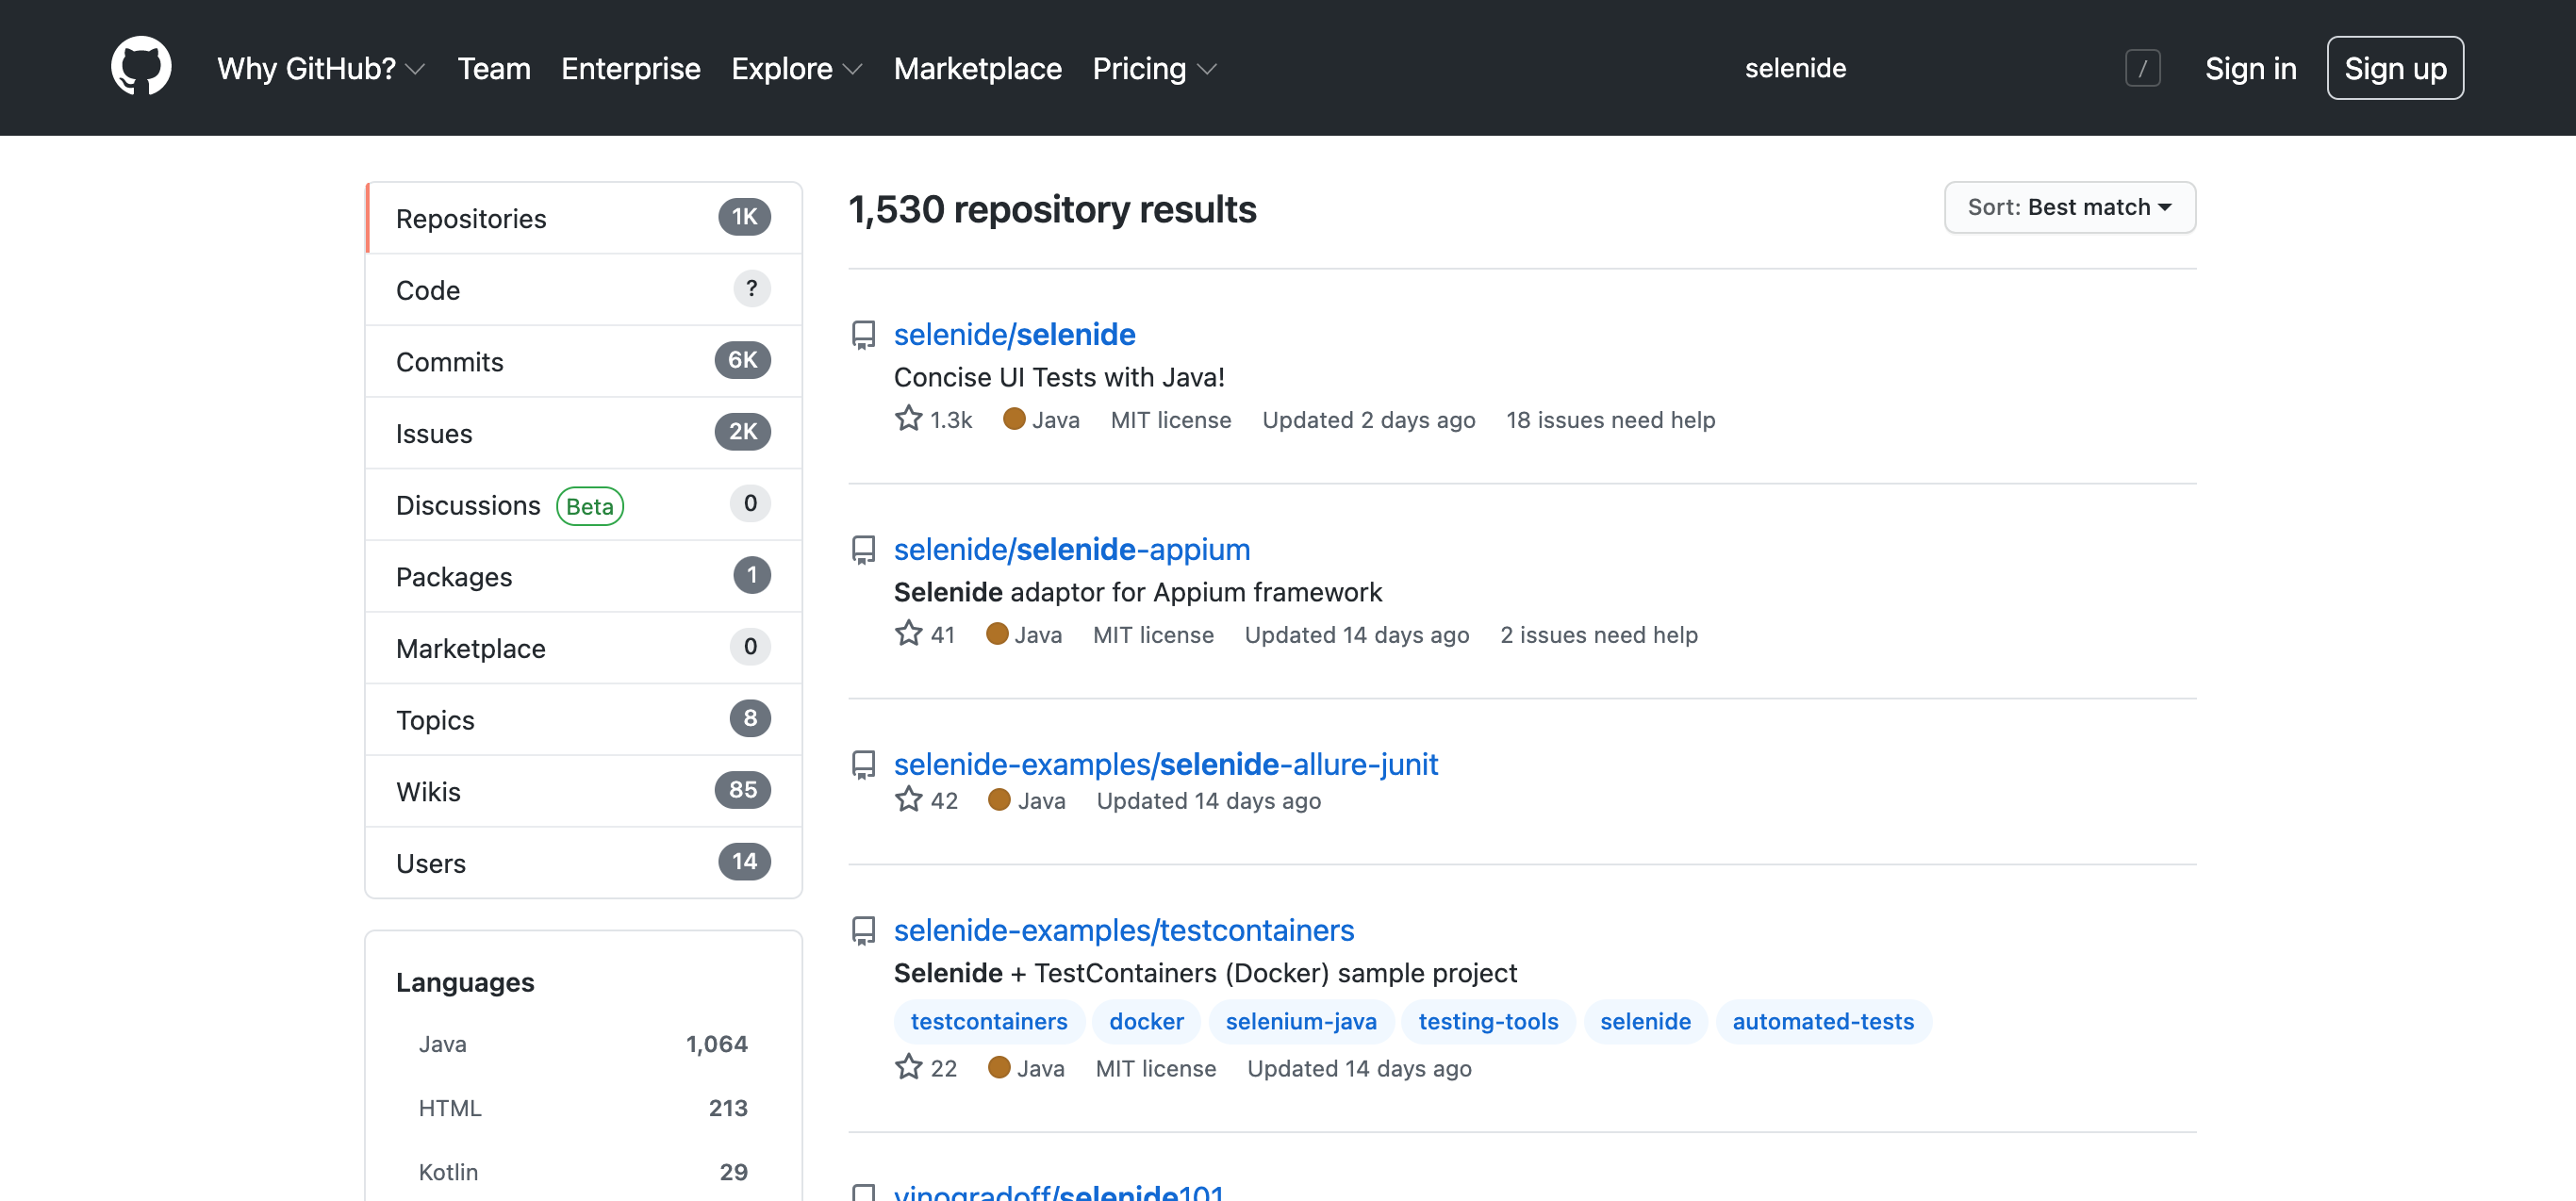 Why GitHub? Team Enterprise Explore Marketplace Pricing selenide / Sign in Sign up
Repositories 1K
Code ?
Commits 6K
Issues 2K
Discussions Beta 0
Packages 1
Marketplace 0
Topics 8
Wikis 85
Users 14
Languages
Java 1,064
HTML 213
Kotlin 29
1,530 repository results
Sort: Best match
selenide/selenide
Concise UI Tests with Java!
1.3k Java MIT license Updated 2 days ago 18 issues need help
selenide/selenide-appium
Selenide adaptor for Appium framework
41 Java MIT license Updated 14 days ago 2 issues need help
selenide-examples/selenide-allure-junit
42 Java Updated 14 days ago
selenide-examples/testcontainers
Selenide + TestContainers (Docker) sample project
testcontainers docker selenium-java testing-tools selenide automated-tests
22 Java MIT license Updated 14 days ago
vinogradoff/selenide101